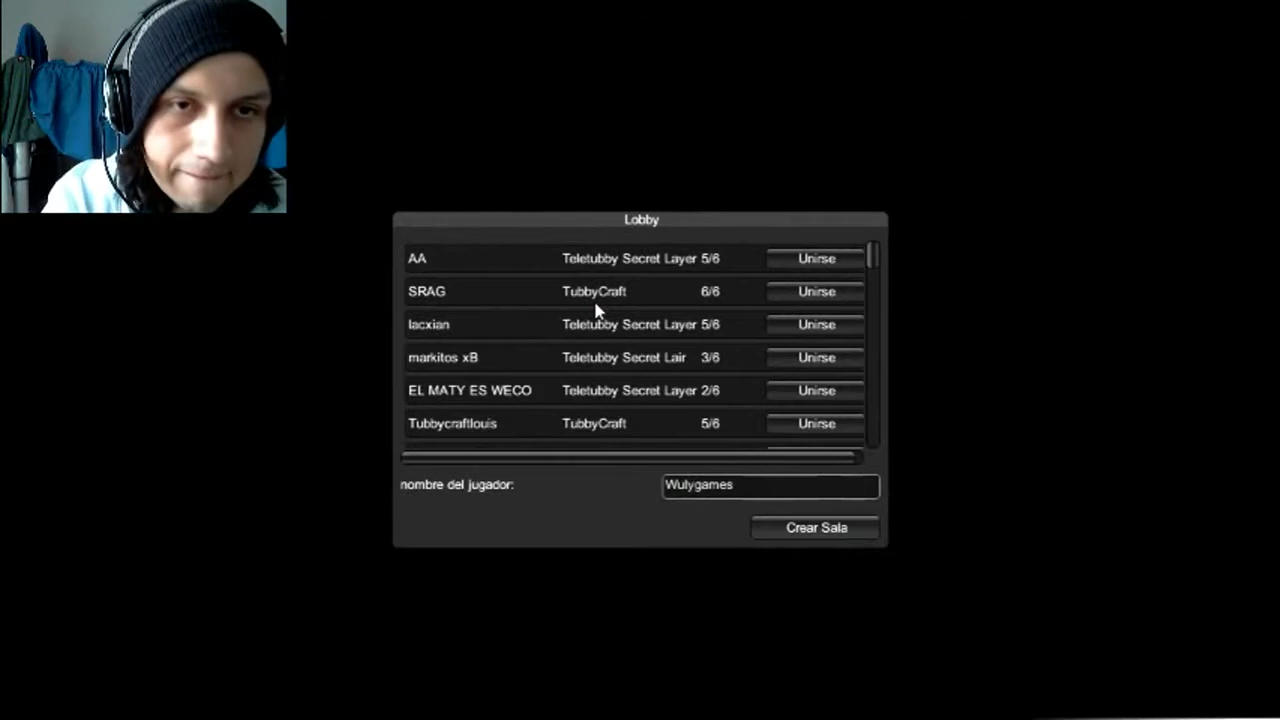 Lobby
AA Teletubby Secret Layer 5/6 Unirse
SRAG TubbyCraft 6/6 Unirse
lacxian Teletubby Secret Layer 5/6 Unirse
markitos xB Teletubby Secret Lair 3/6 Unirse
EL MATY ES WECO Teletubby Secret Layer 2/6 Unirse
Tubbycraftlouis TubbyCraft 5/6 Unirse
nombre del jugador: Wulygames
Crear Sala